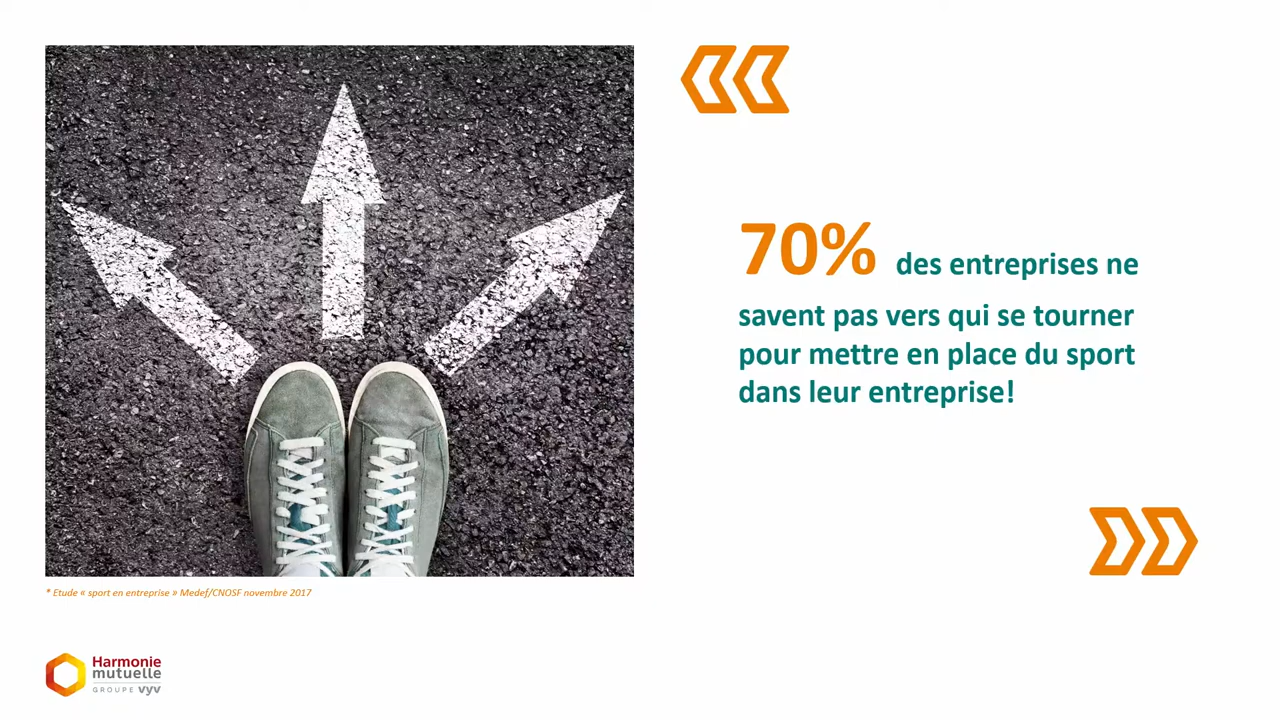 70% des entreprises ne
savent pas vers qui se tourner
pour mettre en place du sport
dans leur entreprise!
* Etude « sport en entreprise » Medef/CNOSF novembre 2017
Harmonie
mutuelle
GROUPE vyv